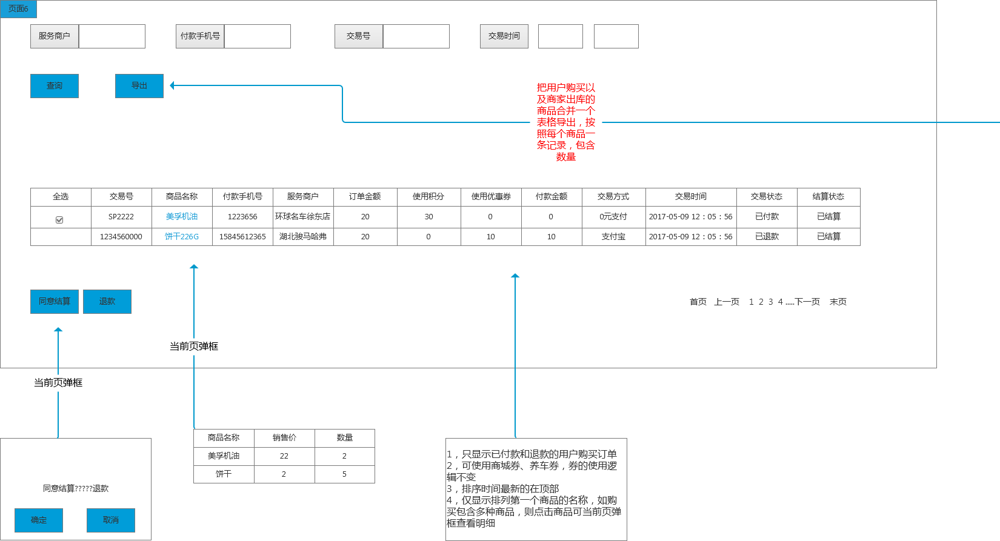 页面6
服务商户 付款手机号 交易号 交易时间
查询 导出
把用户购买以
及商家出库的
商品合并一个
表格导出，按
照每个商品一
条记录，包含
数量
全选 交易号 商品名称 付款手机号 服务商户 订单金额 使用积分 使用优惠券 付款金额 交易方式 交易时间 交易状态 结算状态
SP2222 美孚机油 1223656 环球名车徐东店 20 30 0 0 0元支付 2017-05-09 12：05：56 已付款 已结算
1234560000 饼干226G 15845612365 湖北骏马哈弗 20 0 10 10 支付宝 2017-05-09 12：05：56 已退款 已结算
同意结算 退款
首页 上一页 1 2 3 4 .....下一页 末页
当前页弹框
当前页弹框
商品名称 销售价 数量
美孚机油 22 2
饼干 2 5
同意结算?????退款
确定 取消
1，只显示已付款和退款的用户购买订单
2，可使用商城券、养车券，券的使用逻
辑不变
3，排序时间最新的在顶部
4，仅显示排列第一个商品的名称，如购
买包含多种商品，则点击商品可当前页弹
框查看明细